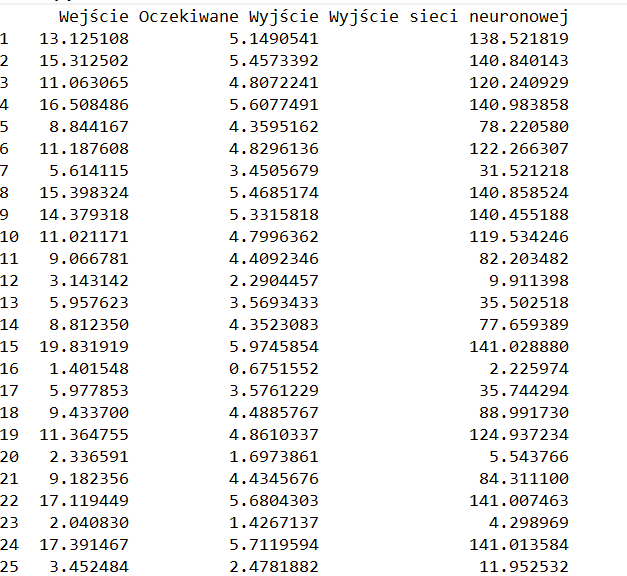 Wejście Oczekiwane Wyjście Wyjście sieci neuronowej
1 13.125108 5.1490541 138.521819
2 15.312502 5.4573392 140.840143
3 11.063065 4.8072241 120.240929
4 16.508486 5.6077491 140.983858
5 8.844167 4.3595162 78.220580
6 11.187608 4.8296136 122.266307
7 5.614115 3.4505679 31.521218
8 15.398324 5.4685174 140.858524
9 14.379318 5.3315818 140.455188
10 11.021171 4.7996362 119.534246
11 9.066781 4.4092346 82.203482
12 3.143142 2.2904457 9.911398
13 5.957623 3.5693433 35.502518
14 8.812350 4.3523083 77.659389
15 19.831919 5.9745854 141.028880
16 1.401548 0.6751552 2.225974
17 5.977853 3.5761229 35.744294
18 9.433700 4.4885767 88.991730
19 11.364755 4.8610337 124.937234
20 2.336591 1.6973861 5.543766
21 9.182356 4.4345676 84.311100
22 17.119449 5.6804303 141.007463
23 2.040830 1.4267137 4.298969
24 17.391467 5.7119594 141.013584
25 3.452484 2.4781882 11.952532